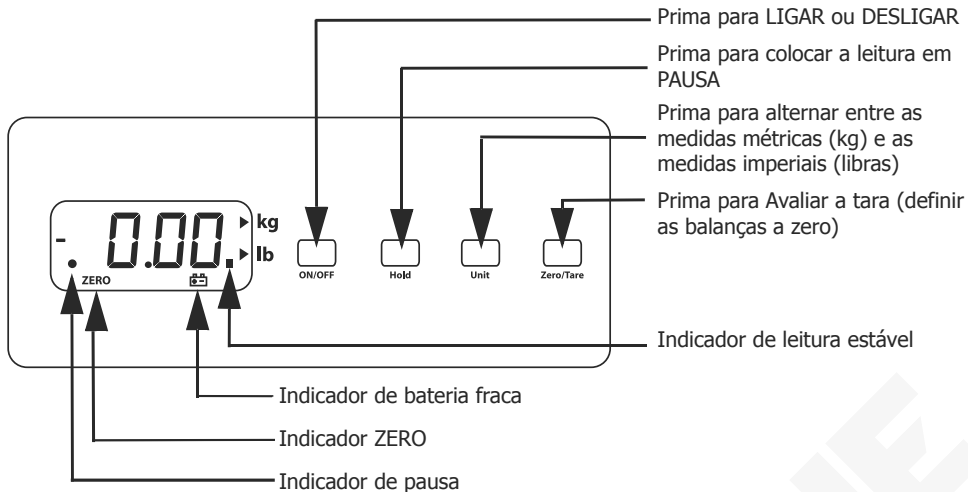 Prima para LIGAR ou DESLIGAR
Prima para colocar a leitura em
PAUSA
Prima para alternar entre as
medidas métricas (kg) e as
medidas imperiais (libras)
Prima para Avaliar a tara (definir
as balanças a zero)
- 0.00. kg
lb
ZERO
ON/OFF
Hold
Unit
Zero/Tare
Indicador de leitura estável
Indicador de bateria fraca
Indicador ZERO
Indicador de pausa